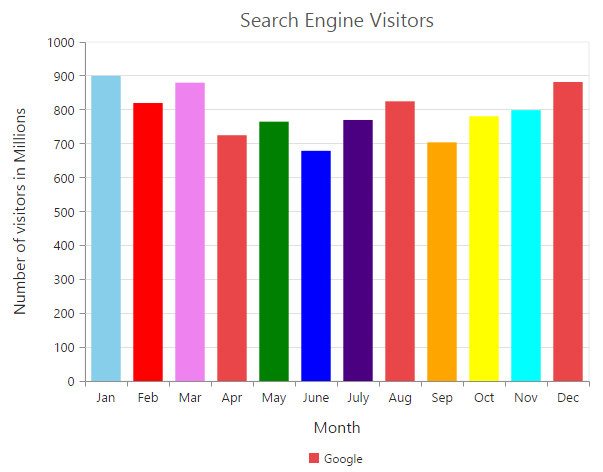 Search Engine Visitors
Number of visitors in Millions
1000
900
800
700
600
500
400
300
200
100
0
Jan Feb Mar Apr May June July Aug Sep Oct Nov Dec
Month
Google